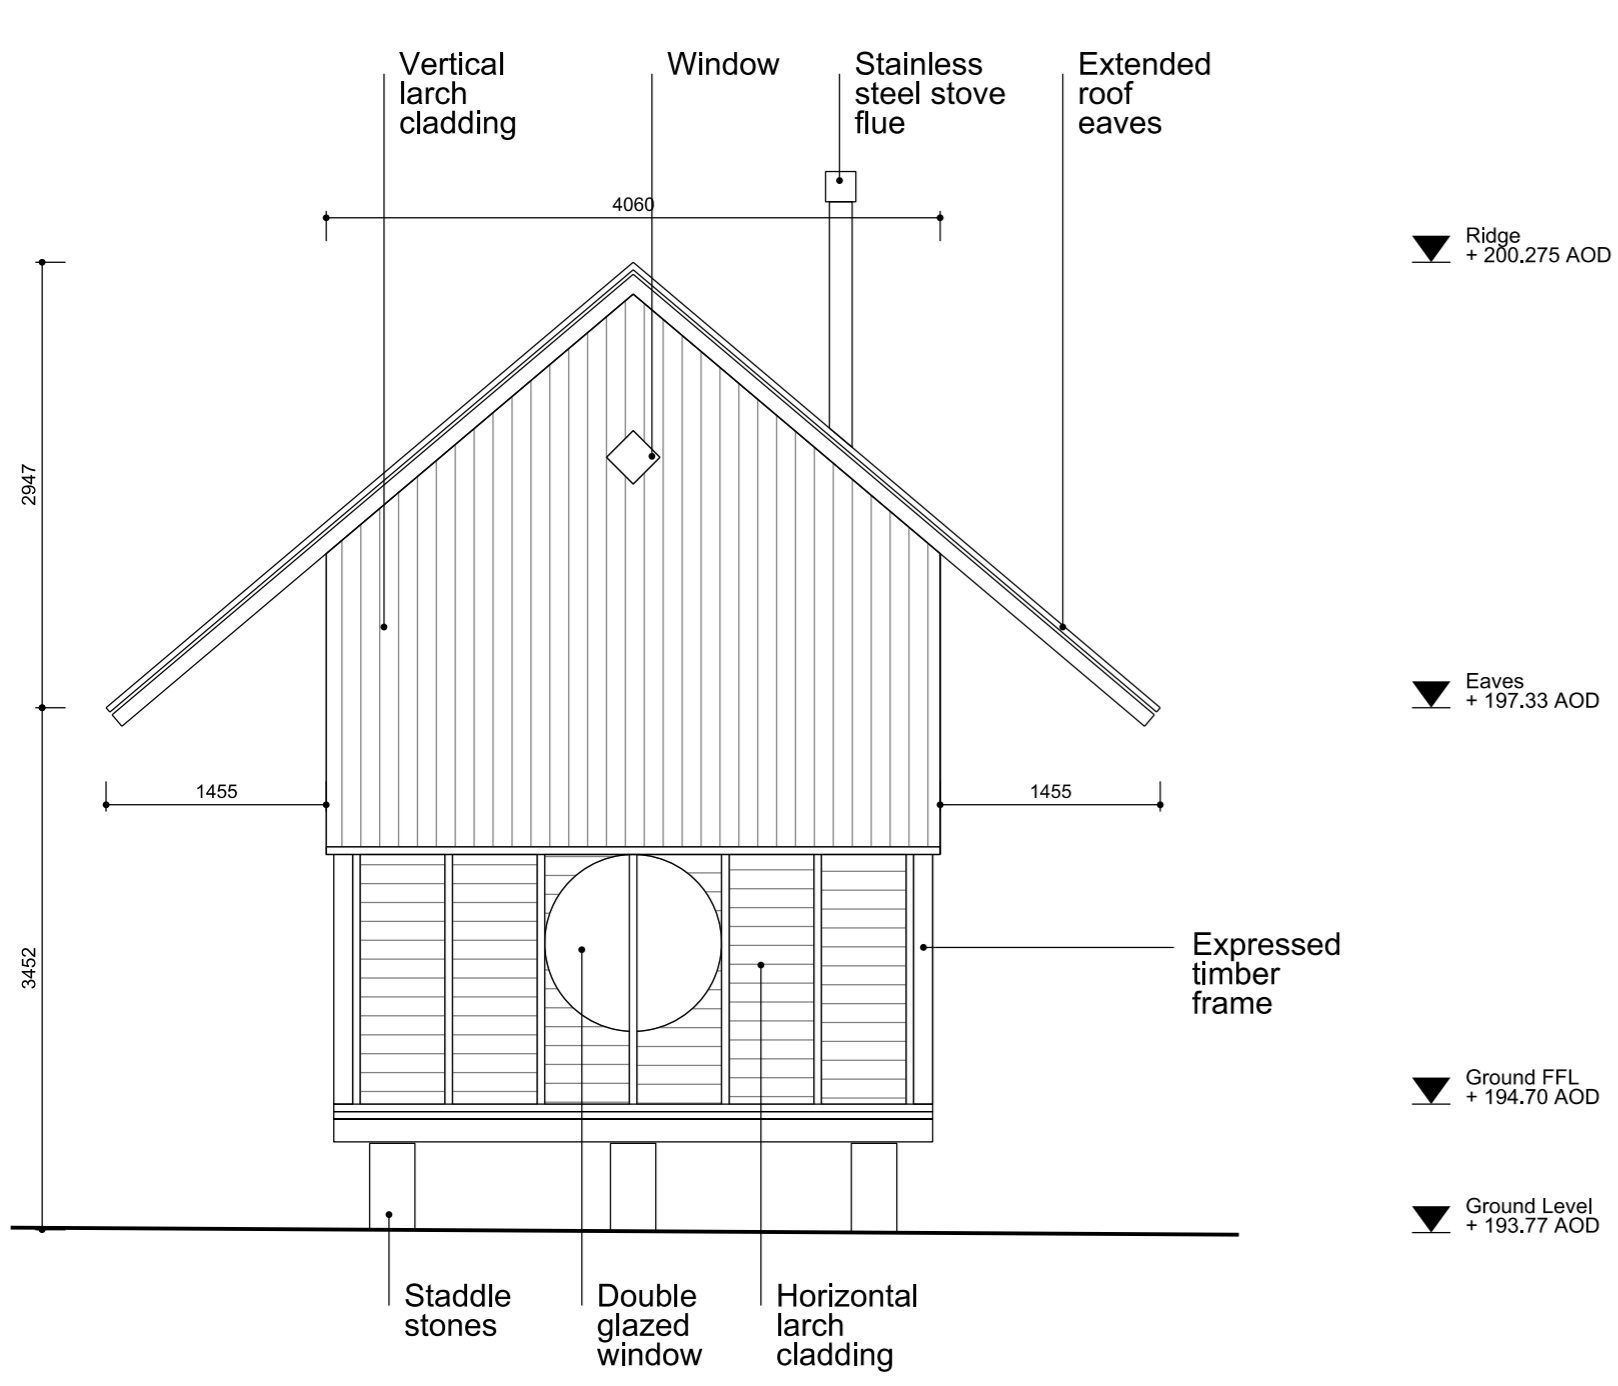 Vertical
larch
cladding
Window
Stainless
steel stove
flue
Extended
roof
eaves
4060
Ridge
+ 200.275 AOD
2947
Eaves
+ 197.33 AOD
1455
1455
3452
Expressed
timber
frame
Ground FFL
+ 194.70 AOD
Ground Level
+ 193.77 AOD
Staddle
stones
Double
glazed
window
Horizontal
larch
cladding